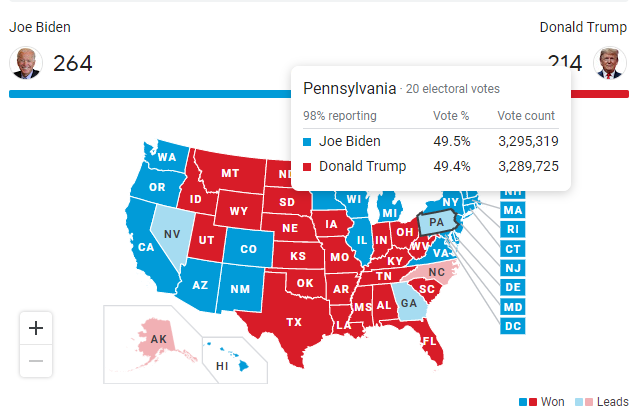 Joe Biden
Donald Trump
264
214
Pennsylvania · 20 electoral votes
98% reporting Vote % Vote count
Joe Biden 49.5% 3,295,319
Donald Trump 49.4% 3,289,725
WA
MT
ND
OR
ID
SD
WI
MI
NY
NH
MA
WY
RI
NV
NE
IA
PA
CT
CA
UT
CO
KS
MO
IL
IN
OH
WV
VA
NJ
KY
DE
AZ
NM
OK
AR
TN
NC
SC
MD
TX
LA
MS
AL
GA
DC
FL
AK
HI
+
−
Won Leads